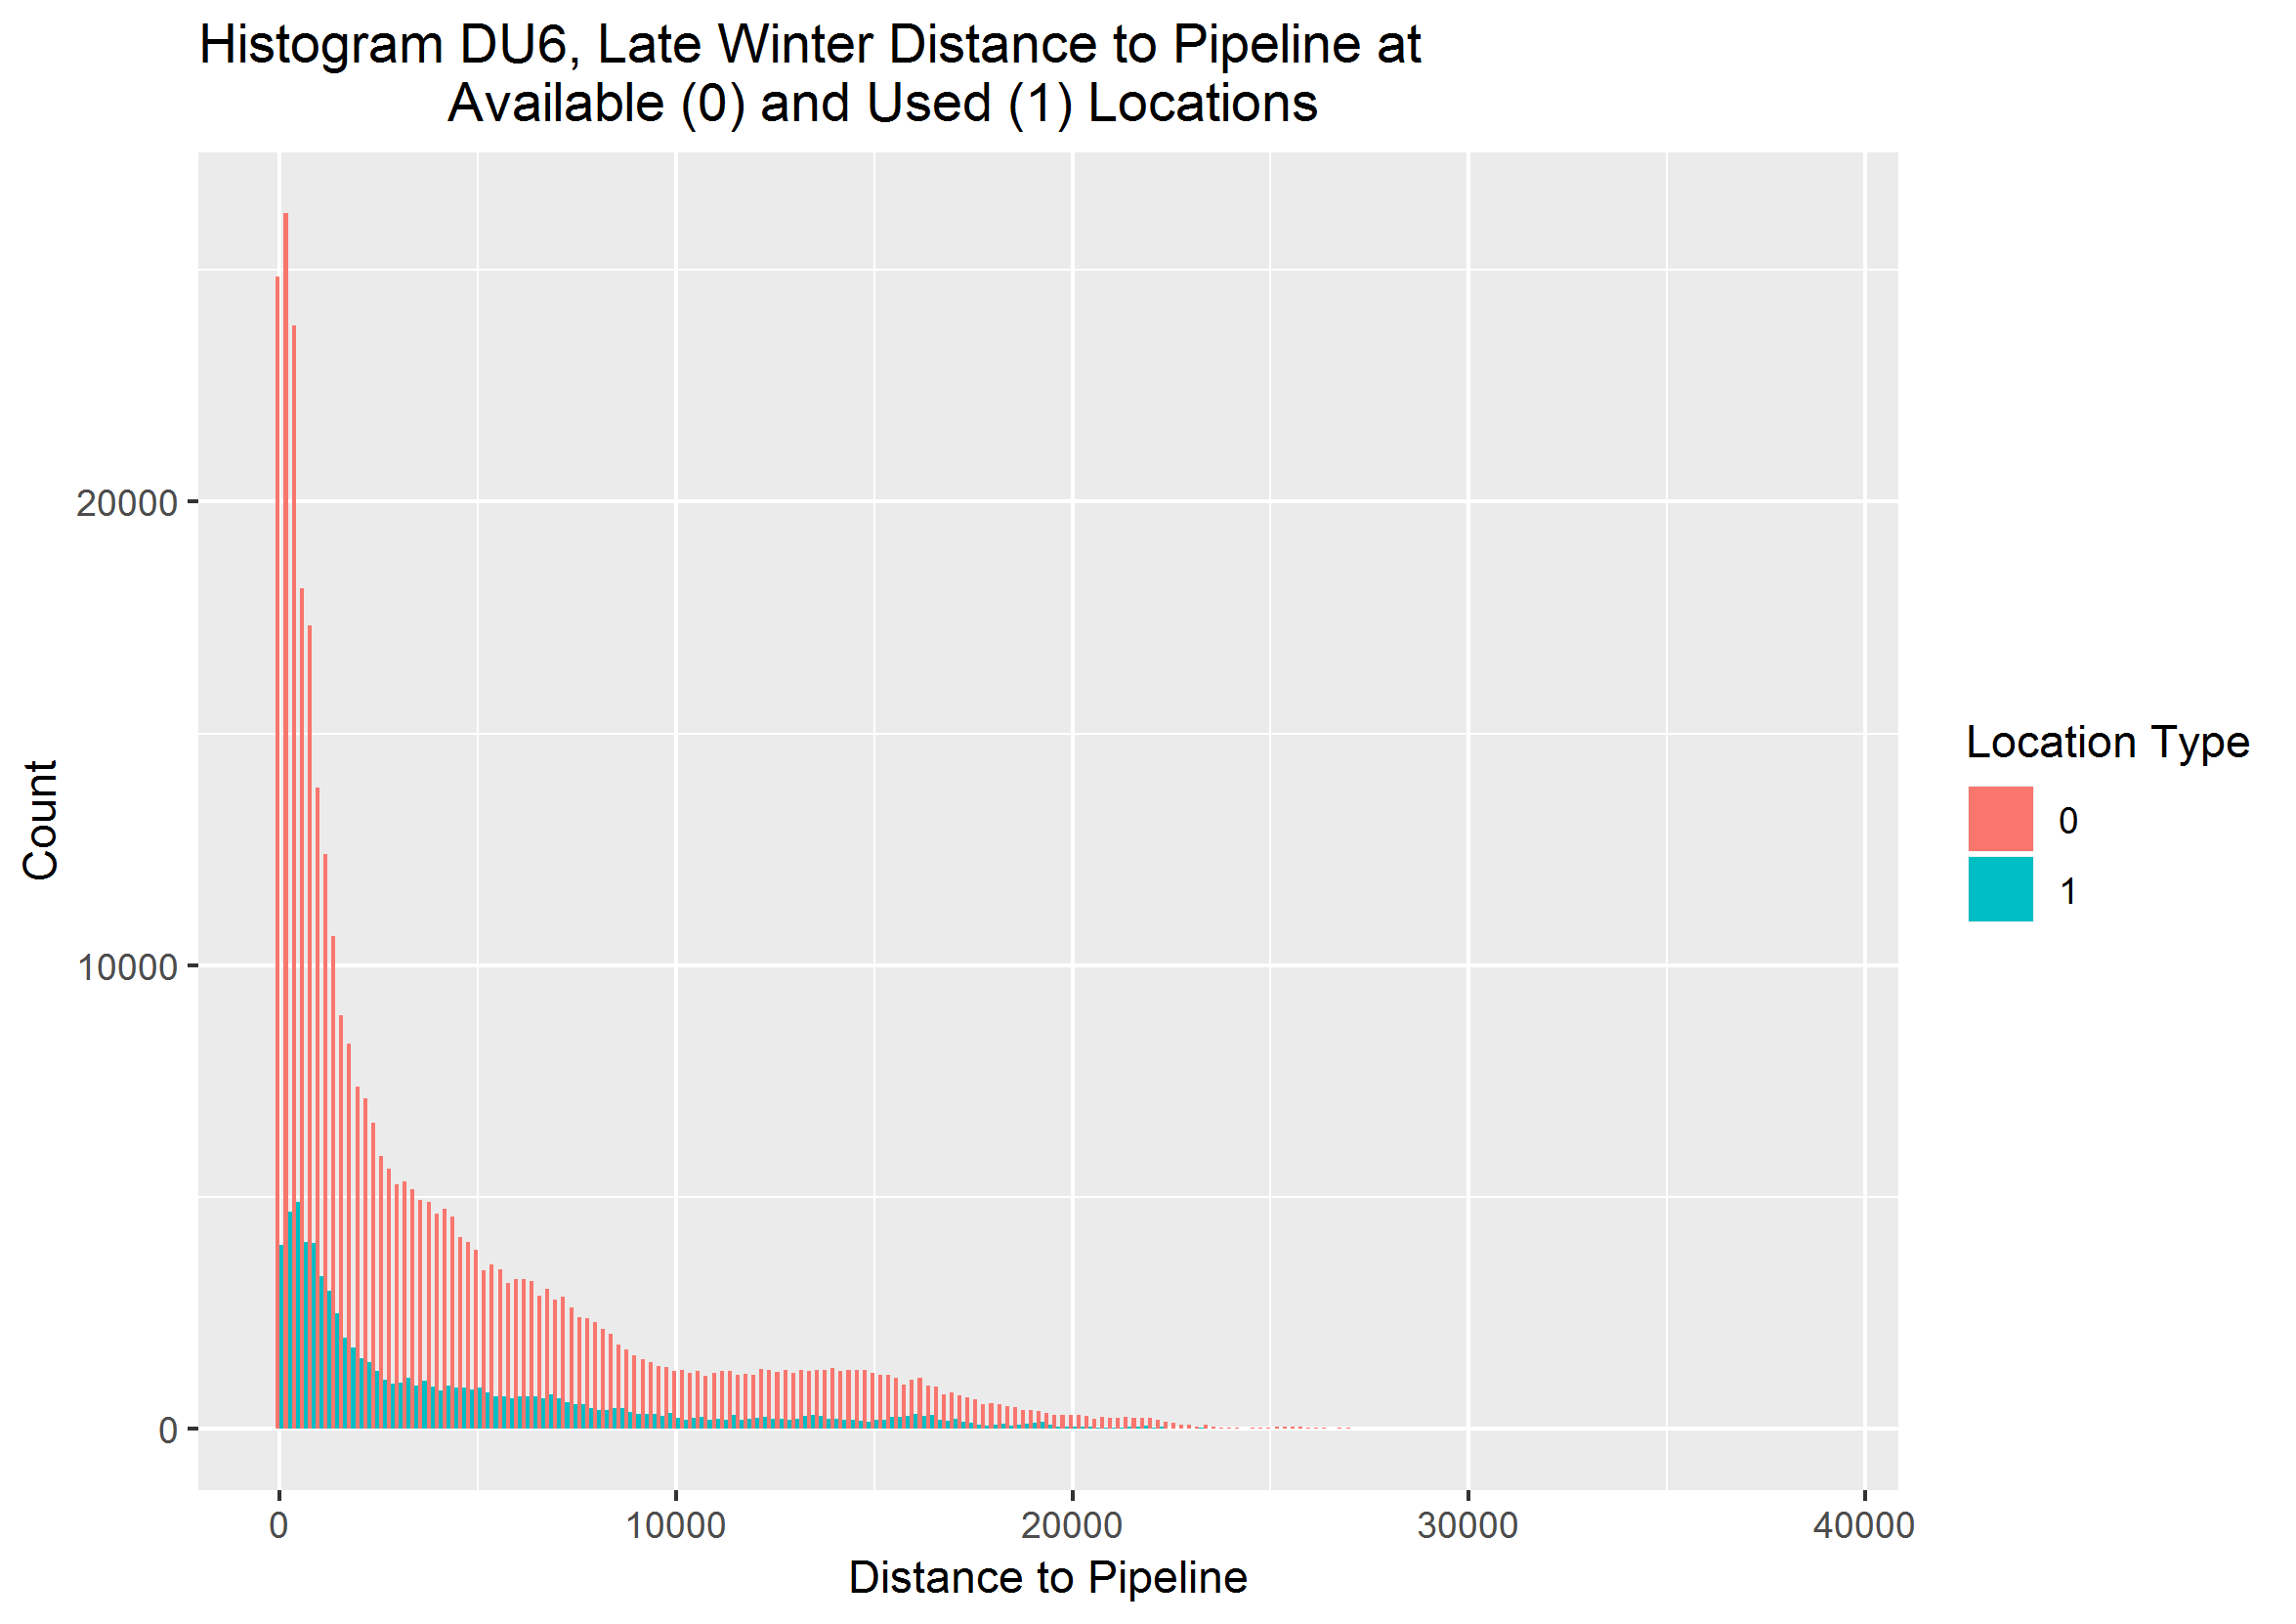 Histogram DU6, Late Winter Distance to Pipeline at
Available (0) and Used (1) Locations
Count
20000
10000
0
0
10000
20000
30000
40000
Distance to Pipeline
Location Type
0
1